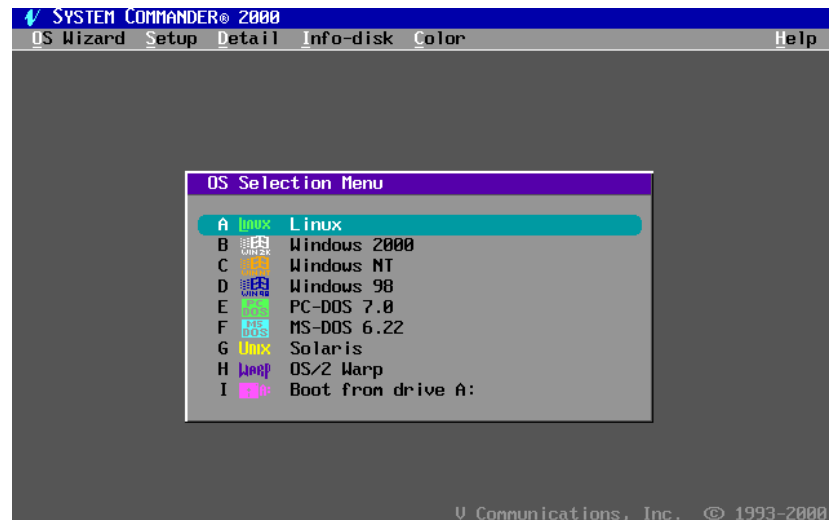 V SYSTEM COMMANDER® 2000
OS Wizard Setup Detail Info-disk Color Help
OS Selection Menu
A Linux Linux
B WIN2K Windows 2000
C Windows NT
D WIN98 Windows 98
E PC DOS PC-DOS 7.0
F MS DOS MS-DOS 6.22
G Unix Solaris
H Warp OS/2 Warp
I Boot from drive A:
V Communications, Inc. © 1993-2000